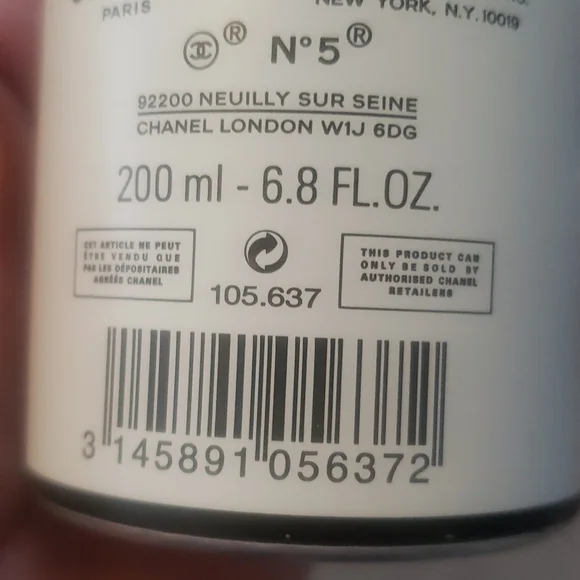 PARIS
NEW YORK, N.Y. 10019
® N°5®
92200 NEUILLY SUR SEINE
CHANEL LONDON W1J 6DG
200 ml - 6.8 FL.OZ.
CET ARTICLE NE PEUT
ÊTRE VENDU QUE
PAR LES DÉPOSITAIRES
AGRÉÉS CHANEL
105.637
THIS PRODUCT CAN
ONLY BE SOLD BY
AUTHORISED CHANEL
RETAILERS
3 145891 056372